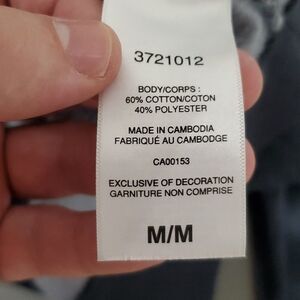 3721012
BODY/CORPS :
60% COTTON/COTON
40% POLYESTER
MADE IN CAMBODIA
FABRIQUÉ AU CAMBODGE
CA00153
EXCLUSIVE OF DECORATION
GARNITURE NON COMPRISE
M/M